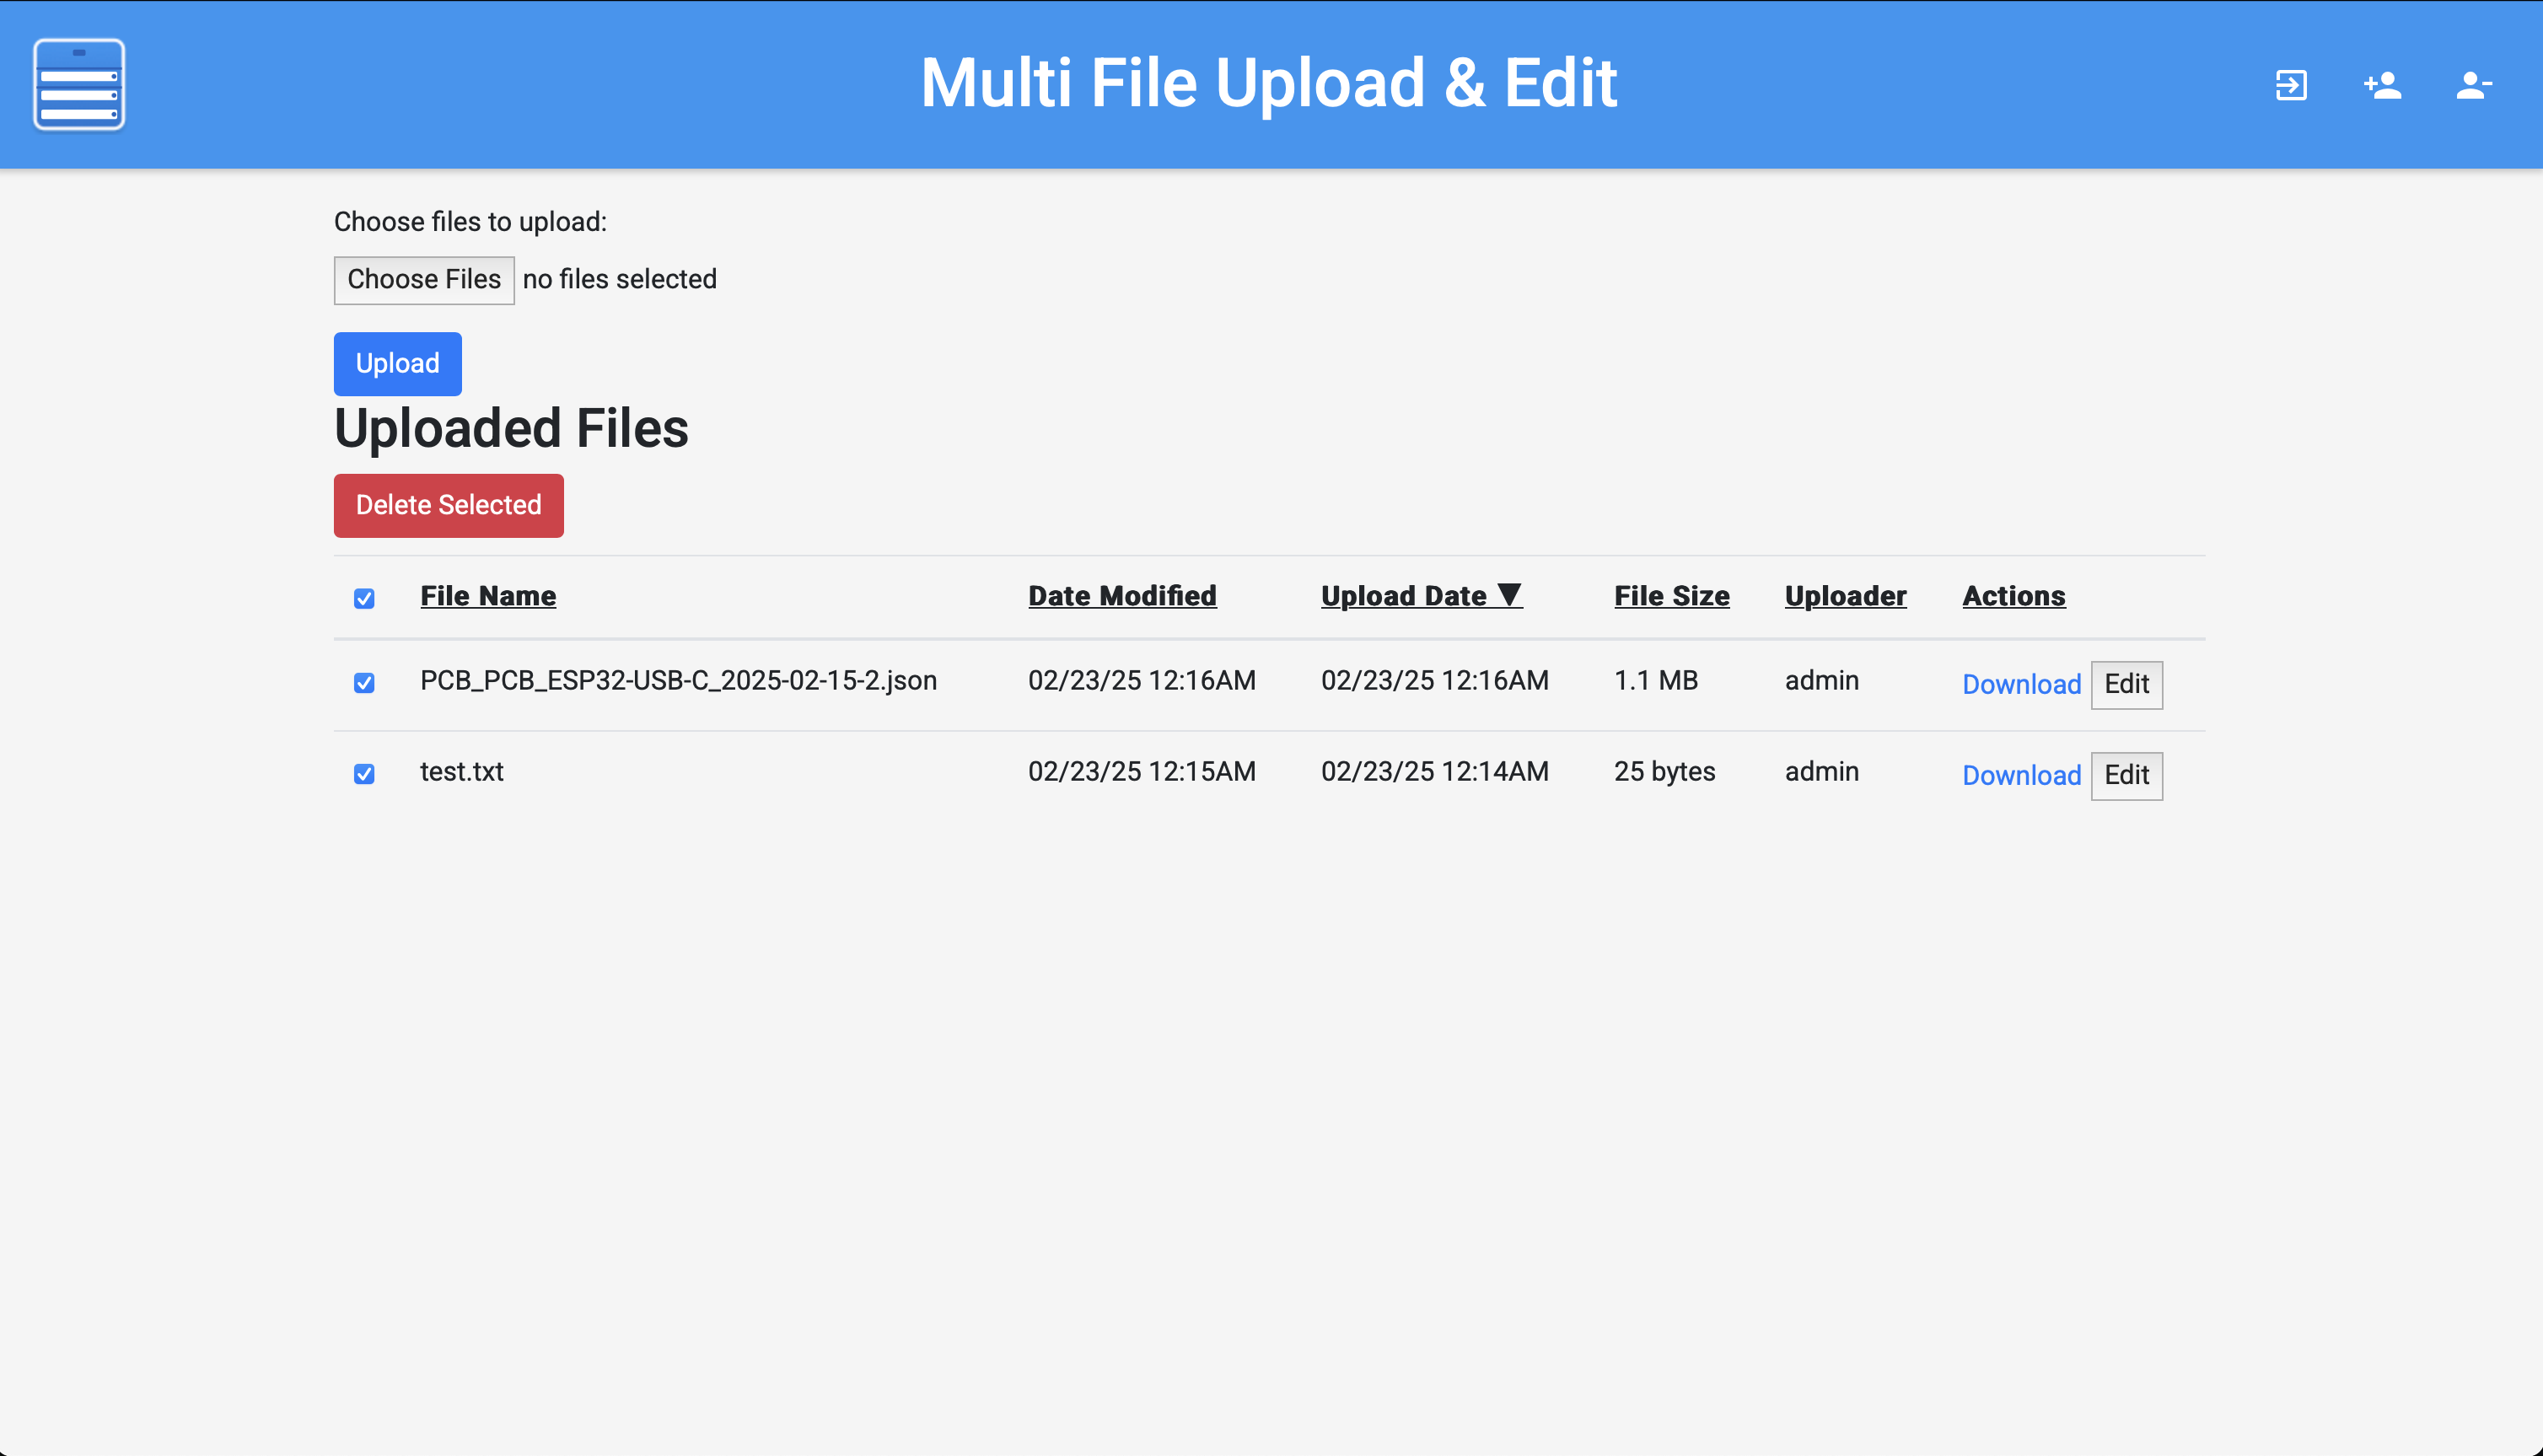 Multi File Upload & Edit
Choose files to upload:
Choose Files no files selected
Upload
Uploaded Files
Delete Selected
File Name Date Modified Upload Date ▼ File Size Uploader Actions
PCB_PCB_ESP32-USB-C_2025-02-15-2.json 02/23/25 12:16AM 02/23/25 12:16AM 1.1 MB admin Download Edit
test.txt 02/23/25 12:15AM 02/23/25 12:14AM 25 bytes admin Download Edit